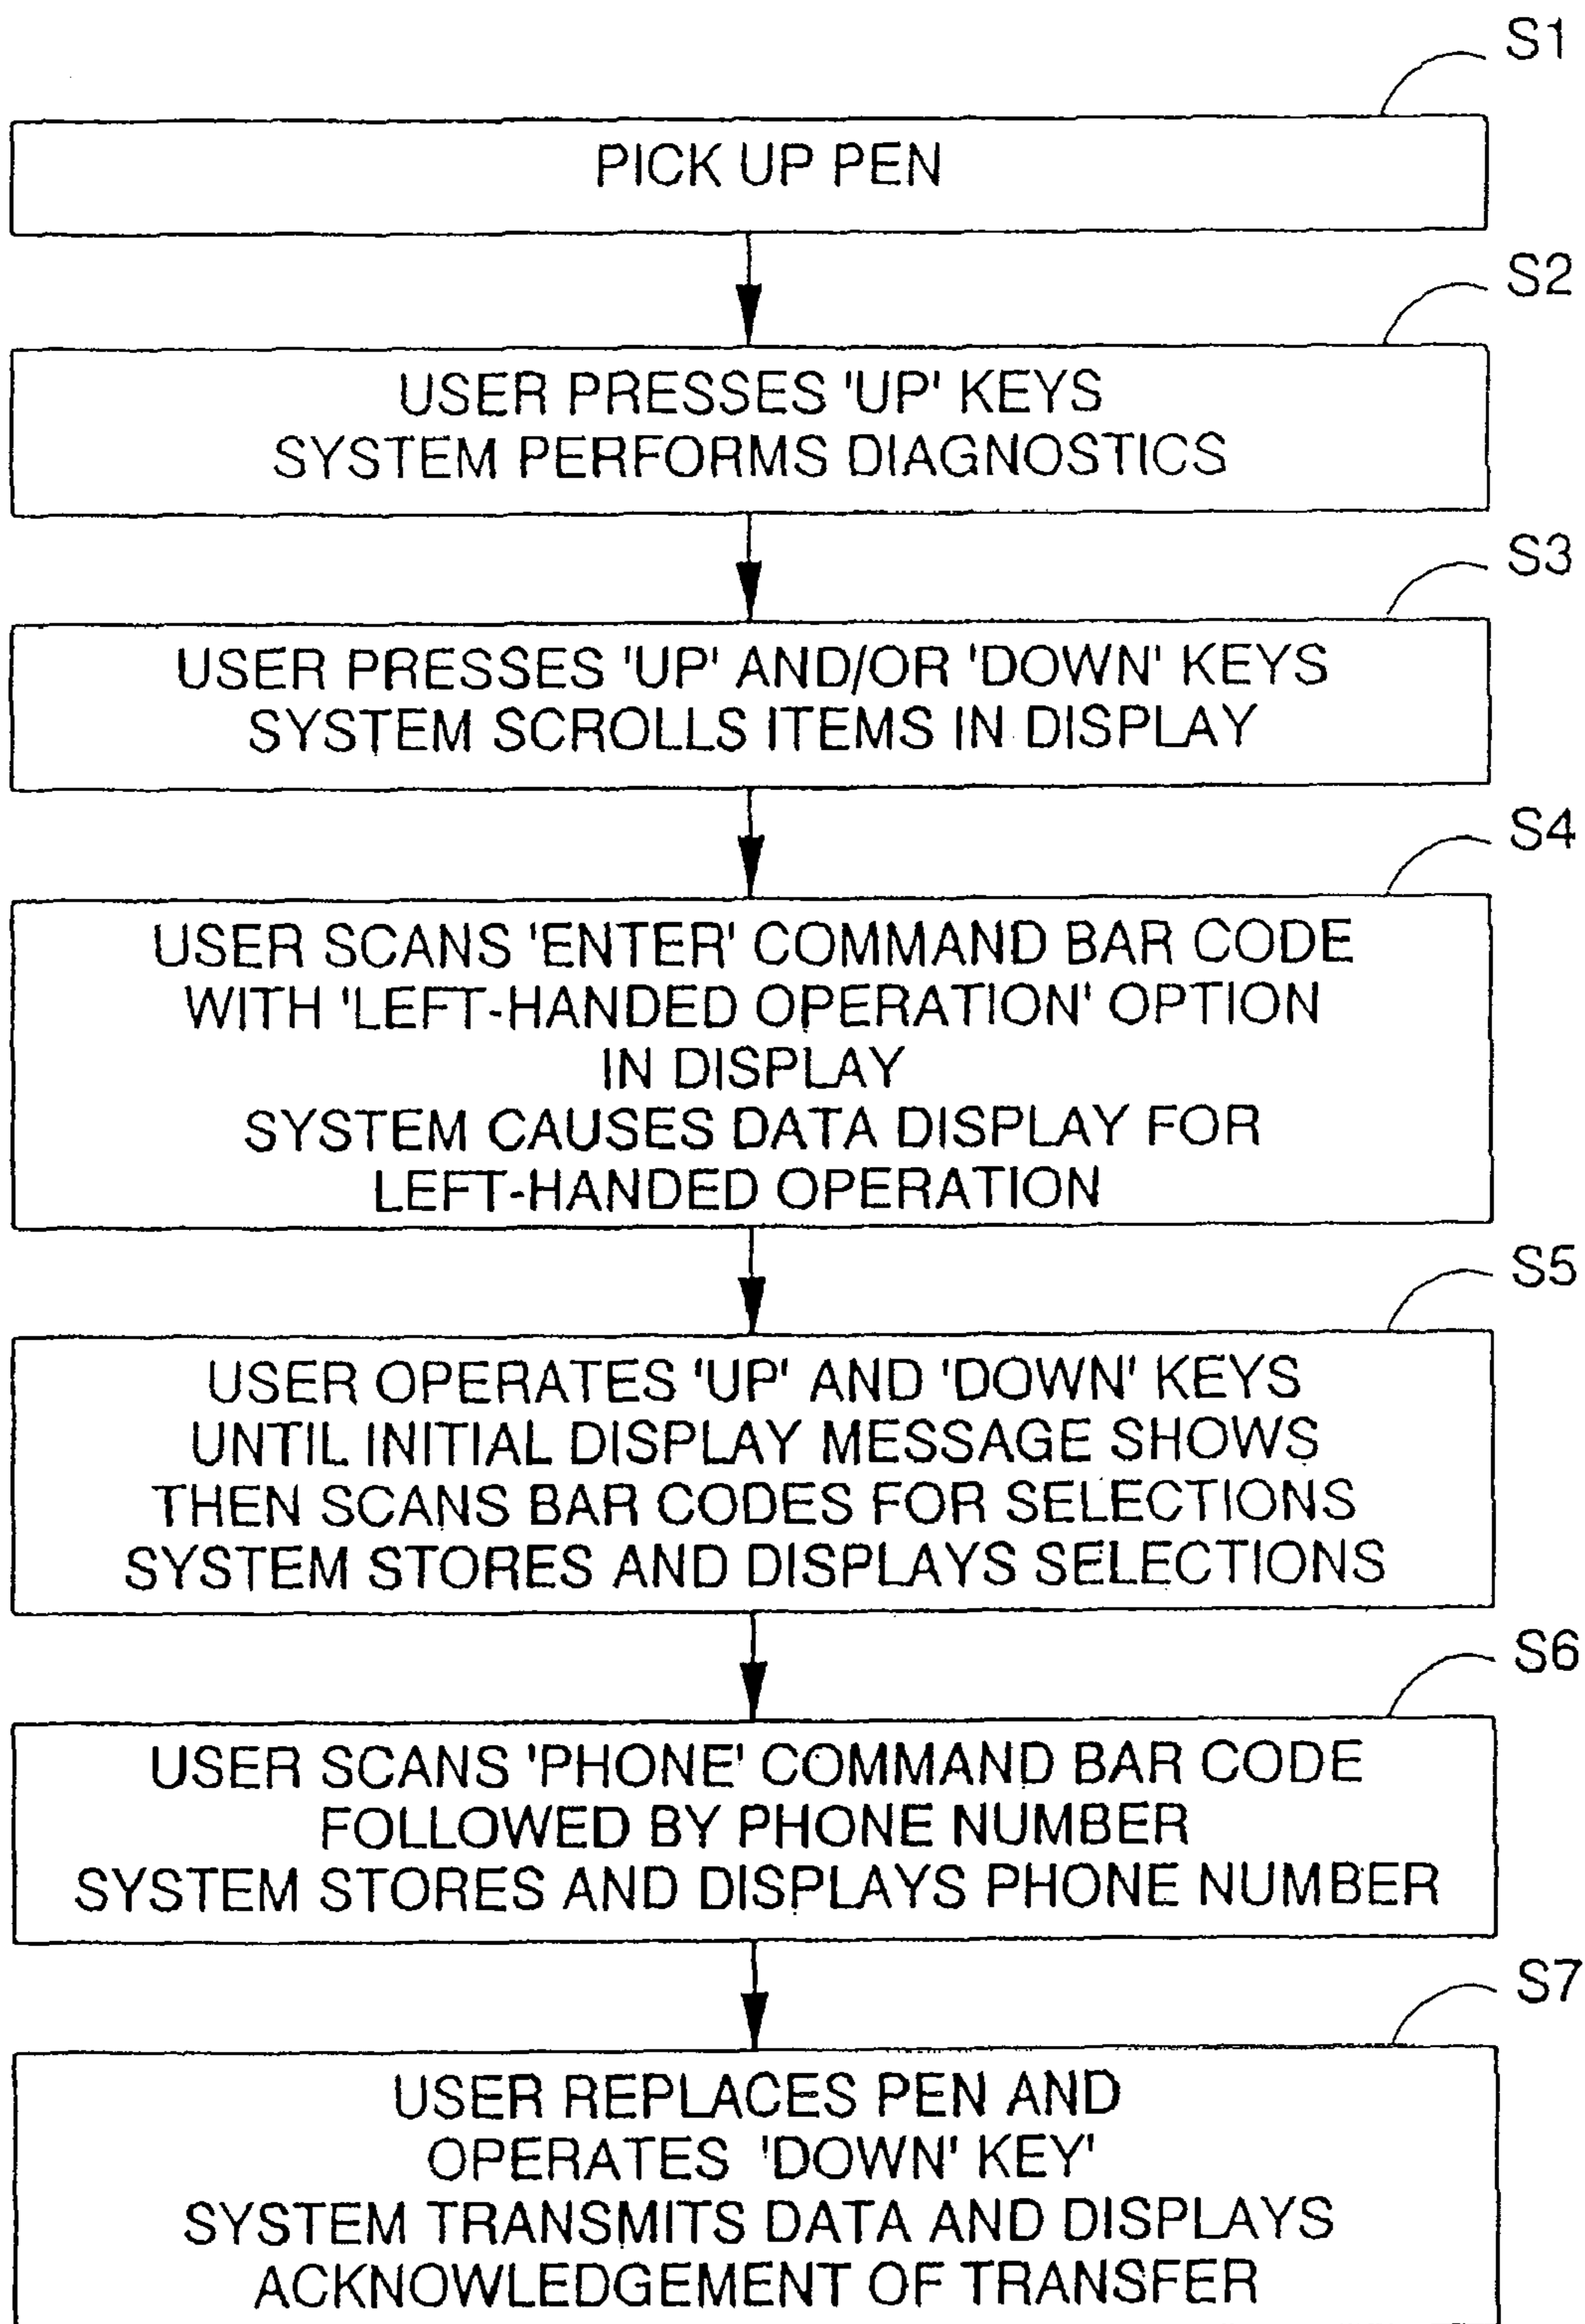 S1
PICK UP PEN
S2
USER PRESSES 'UP' KEYS
SYSTEM PERFORMS DIAGNOSTICS
S3
USER PRESSES 'UP' AND/OR 'DOWN' KEYS
SYSTEM SCROLLS ITEMS IN DISPLAY
S4
USER SCANS 'ENTER' COMMAND BAR CODE
WITH 'LEFT-HANDED OPERATION' OPTION
IN DISPLAY
SYSTEM CAUSES DATA DISPLAY FOR
LEFT-HANDED OPERATION
S5
USER OPERATES 'UP' AND 'DOWN' KEYS
UNTIL INITIAL DISPLAY MESSAGE SHOWS
THEN SCANS BAR CODES FOR SELECTIONS
SYSTEM STORES AND DISPLAYS SELECTIONS
S6
USER SCANS 'PHONE' COMMAND BAR CODE
FOLLOWED BY PHONE NUMBER
SYSTEM STORES AND DISPLAYS PHONE NUMBER
S7
USER REPLACES PEN AND
OPERATES 'DOWN' KEY'
SYSTEM TRANSMITS DATA AND DISPLAYS
ACKNOWLEDGEMENT OF TRANSFER